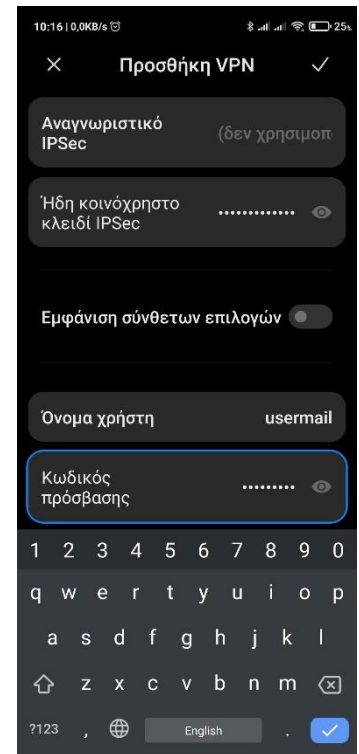 10:16 | 0,0KB/s 25%
Προσθήκη VPN
Αναγνωριστικό
IPSec
(δεν χρησιμοπ
Ήδη κοινόχρηστο
κλειδί IPSec
•••••••••••••
Εμφάνιση σύνθετων επιλογών
Όνομα χρήστη usermail
Κωδικός
πρόσβασης
•••••••••
1 2 3 4 5 6 7 8 9 0
q w e r t y u i o p
a s d f g h j k l
z x c v b n m
?123 , English .